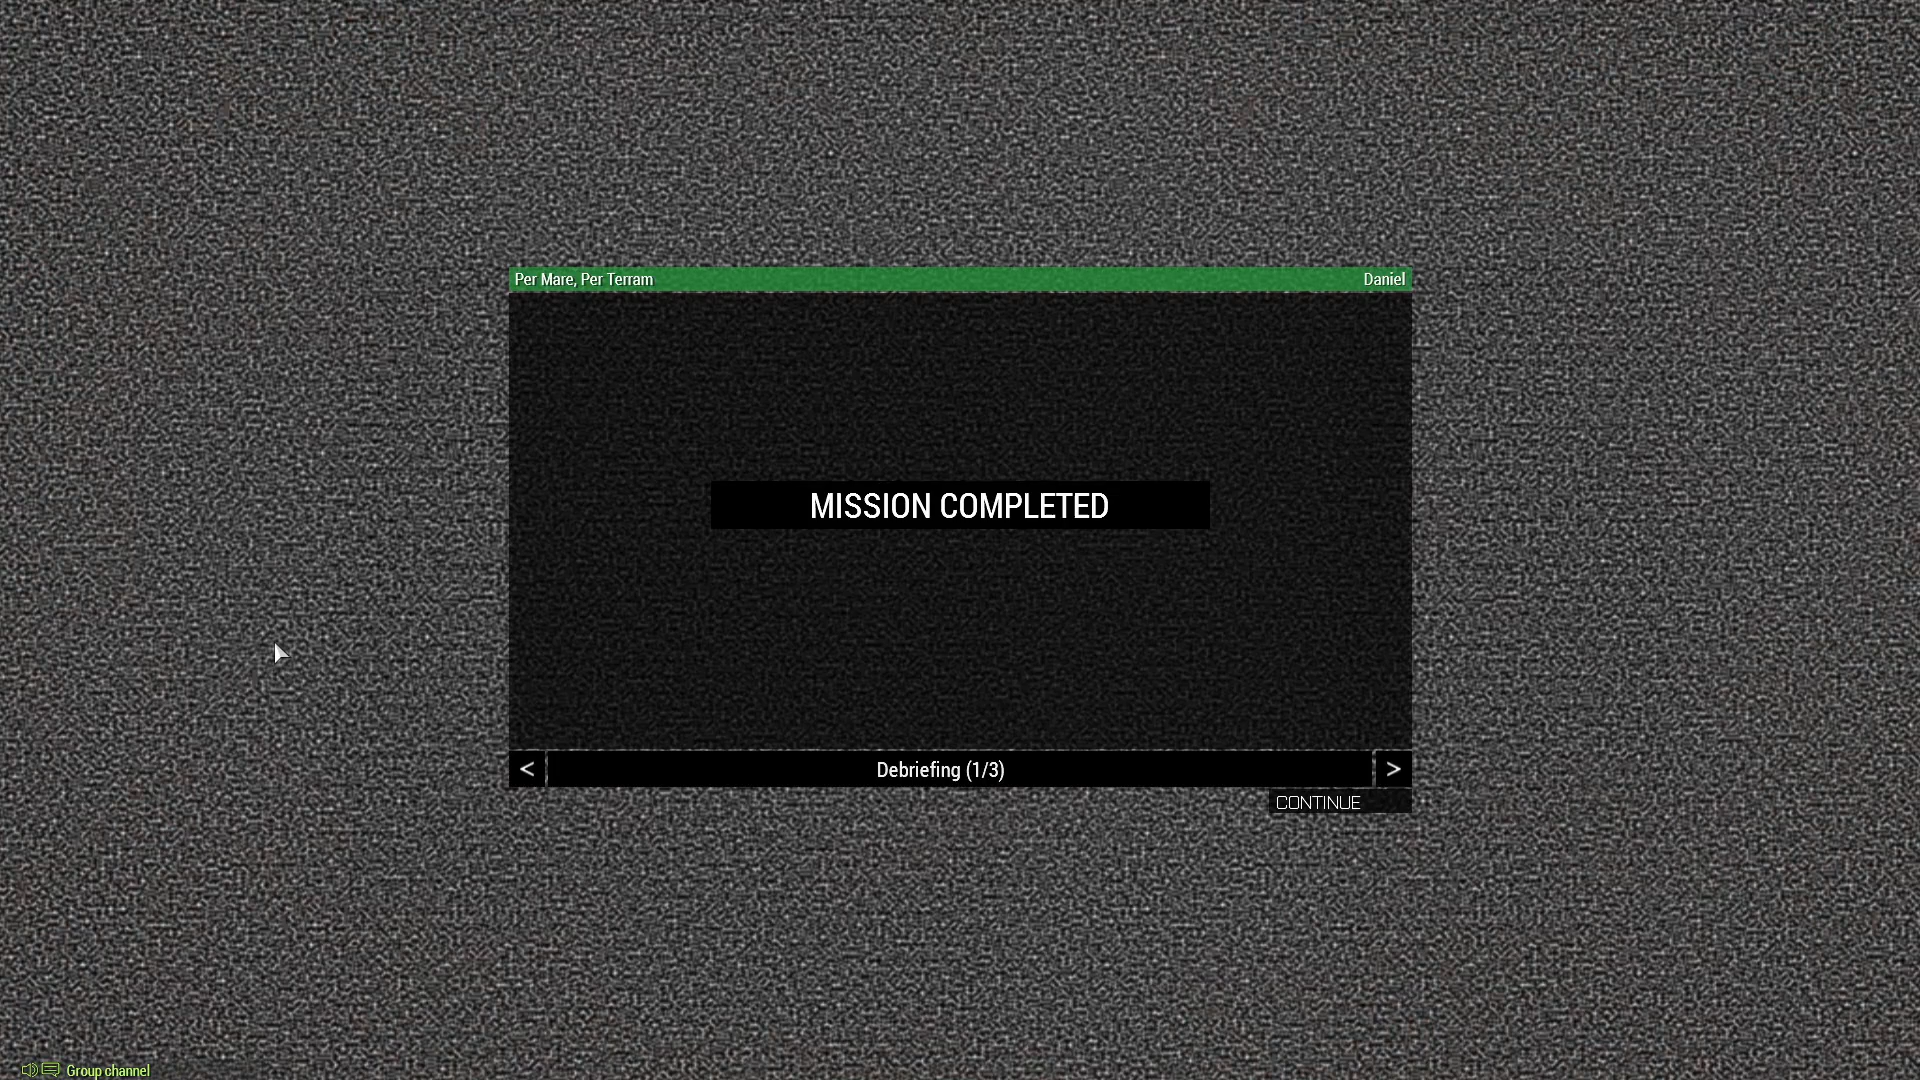 Per Mare, Per Terram Daniel
MISSION COMPLETED
< Debriefing (1/3) >
CONTINUE
Group channel